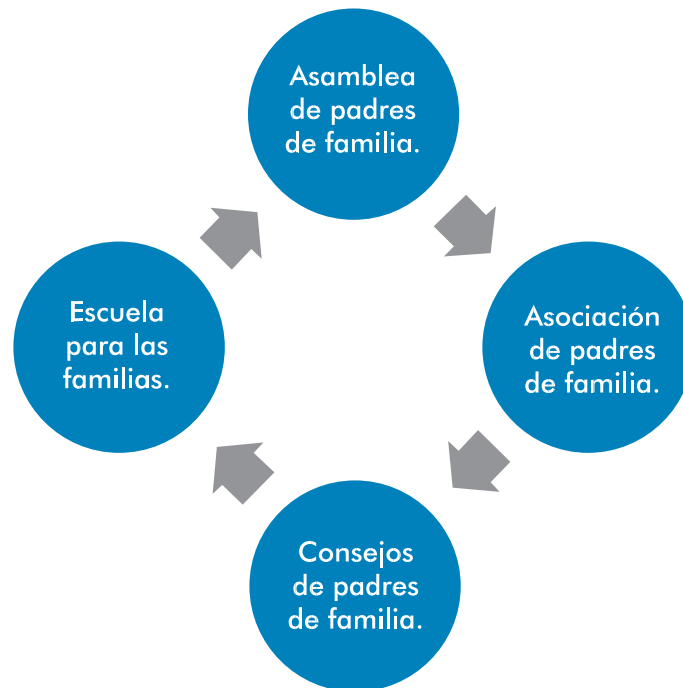 Asamblea
de padres
de familia.
Asociación
de padres
de familia.
Consejos
de padres
de familia.
Escuela
para las
familias.